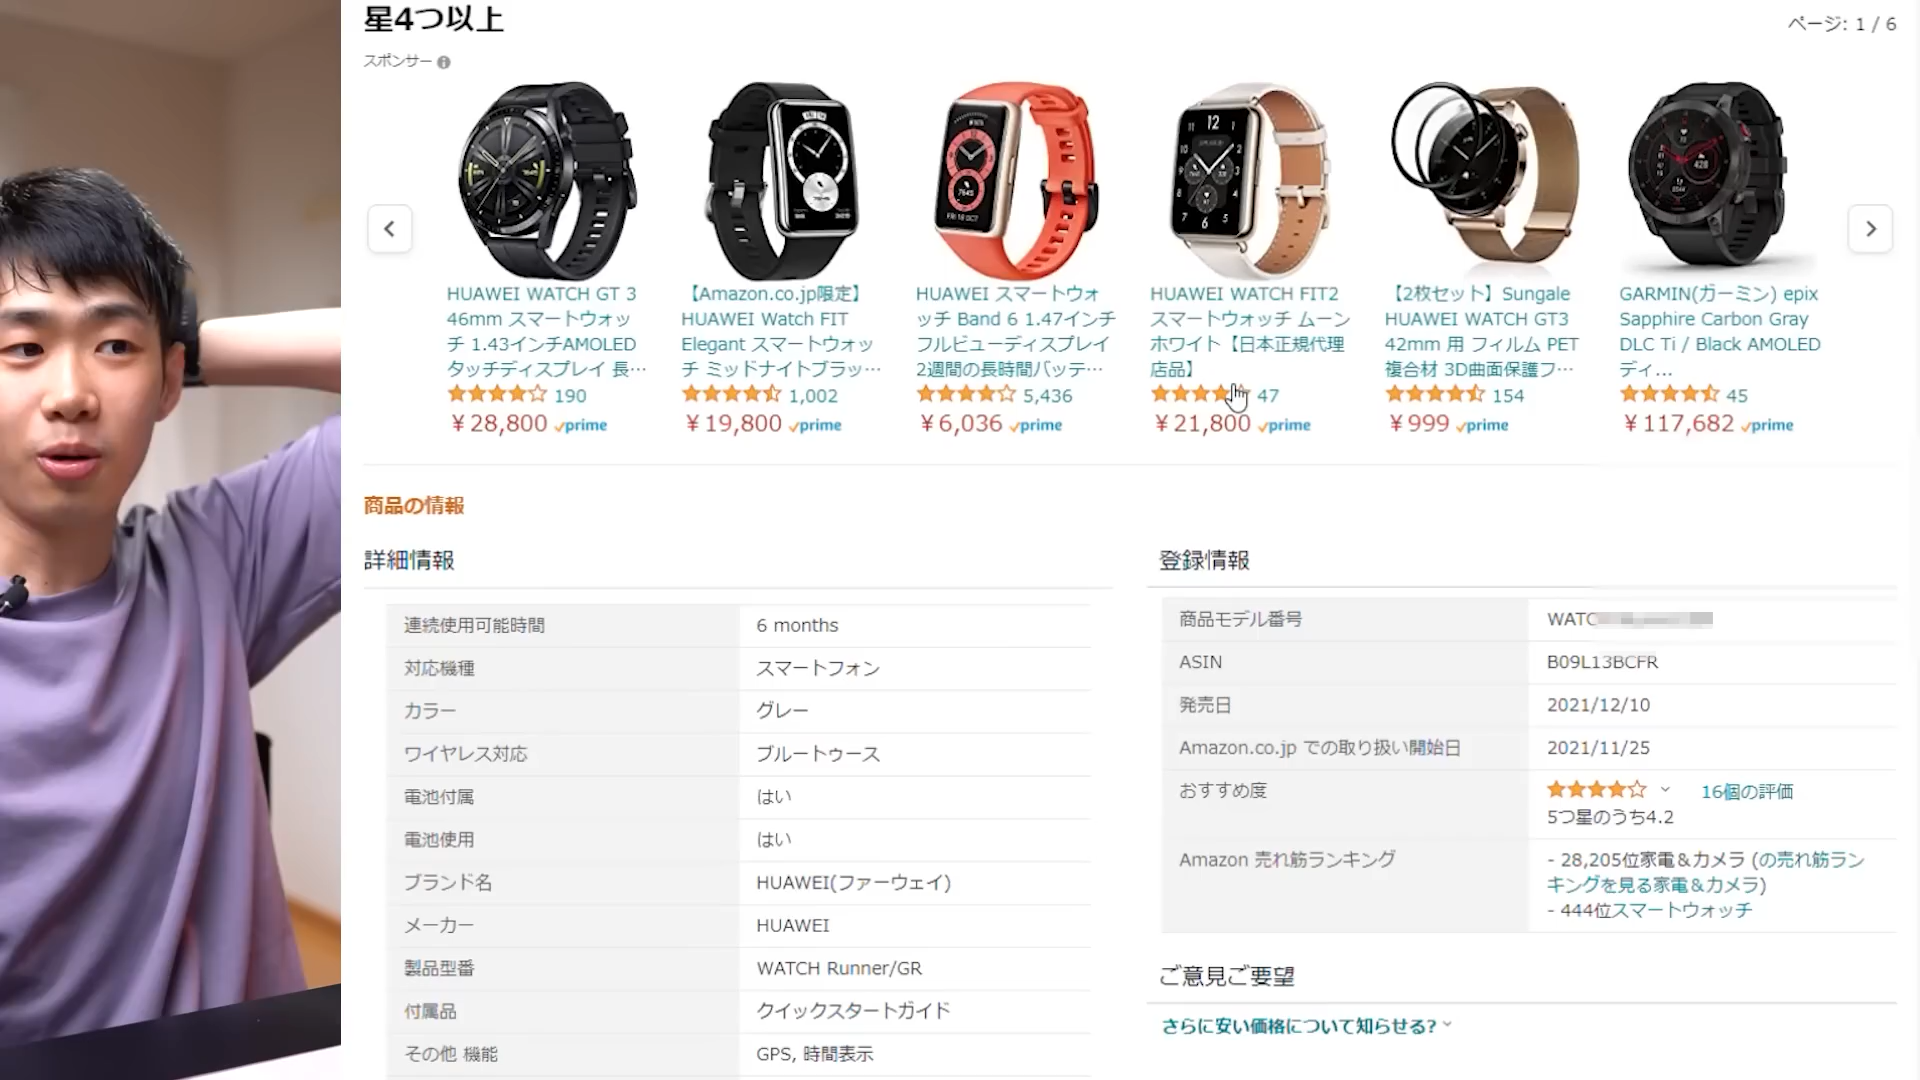 星4つ以上
ページ: 1 / 6
スポンサー
HUAWEI WATCH GT 3
46mm スマートウォッ
チ 1.43インチAMOLED
タッチディスプレイ 長…
190
¥28,800 prime
【Amazon.co.jp限定】
HUAWEI Watch FIT
Elegant スマートウォッ
チ ミッドナイトブラッ…
1,002
¥19,800 prime
HUAWEI スマートウォ
ッチ Band 6 1.47インチ
フルビューディスプレイ
2週間の長時間バッテ…
5,436
¥6,036 prime
HUAWEI WATCH FIT2
スマートウォッチ ムーン
ホワイト【日本正規代理
店品】
47
¥21,800 prime
【2枚セット】Sungale
HUAWEI WATCH GT3
42mm 用 フィルム PET
複合材 3D曲面保護フ…
154
¥999 prime
GARMIN(ガーミン) epix
Sapphire Carbon Gray
DLC Ti / Black AMOLED
ディ...
45
¥117,682 prime
商品の情報
詳細情報
連続使用可能時間 6 months
対応機種 スマートフォン
カラー グレー
ワイヤレス対応 ブルートゥース
電池付属 はい
電池使用 はい
ブランド名 HUAWEI(ファーウェイ)
メーカー HUAWEI
製品型番 WATCH Runner/GR
付属品 クイックスタートガイド
その他 機能 GPS, 時間表示
登録情報
商品モデル番号 WATC
ASIN B09L13BCFR
発売日 2021/12/10
Amazon.co.jp での取り扱い開始日 2021/11/25
おすすめ度 16個の評価
5つ星のうち4.2
Amazon 売れ筋ランキング - 28,205位家電＆カメラ (の売れ筋ラン
キングを見る家電＆カメラ)
- 444位スマートウォッチ
ご意見ご要望
さらに安い価格について知らせる?